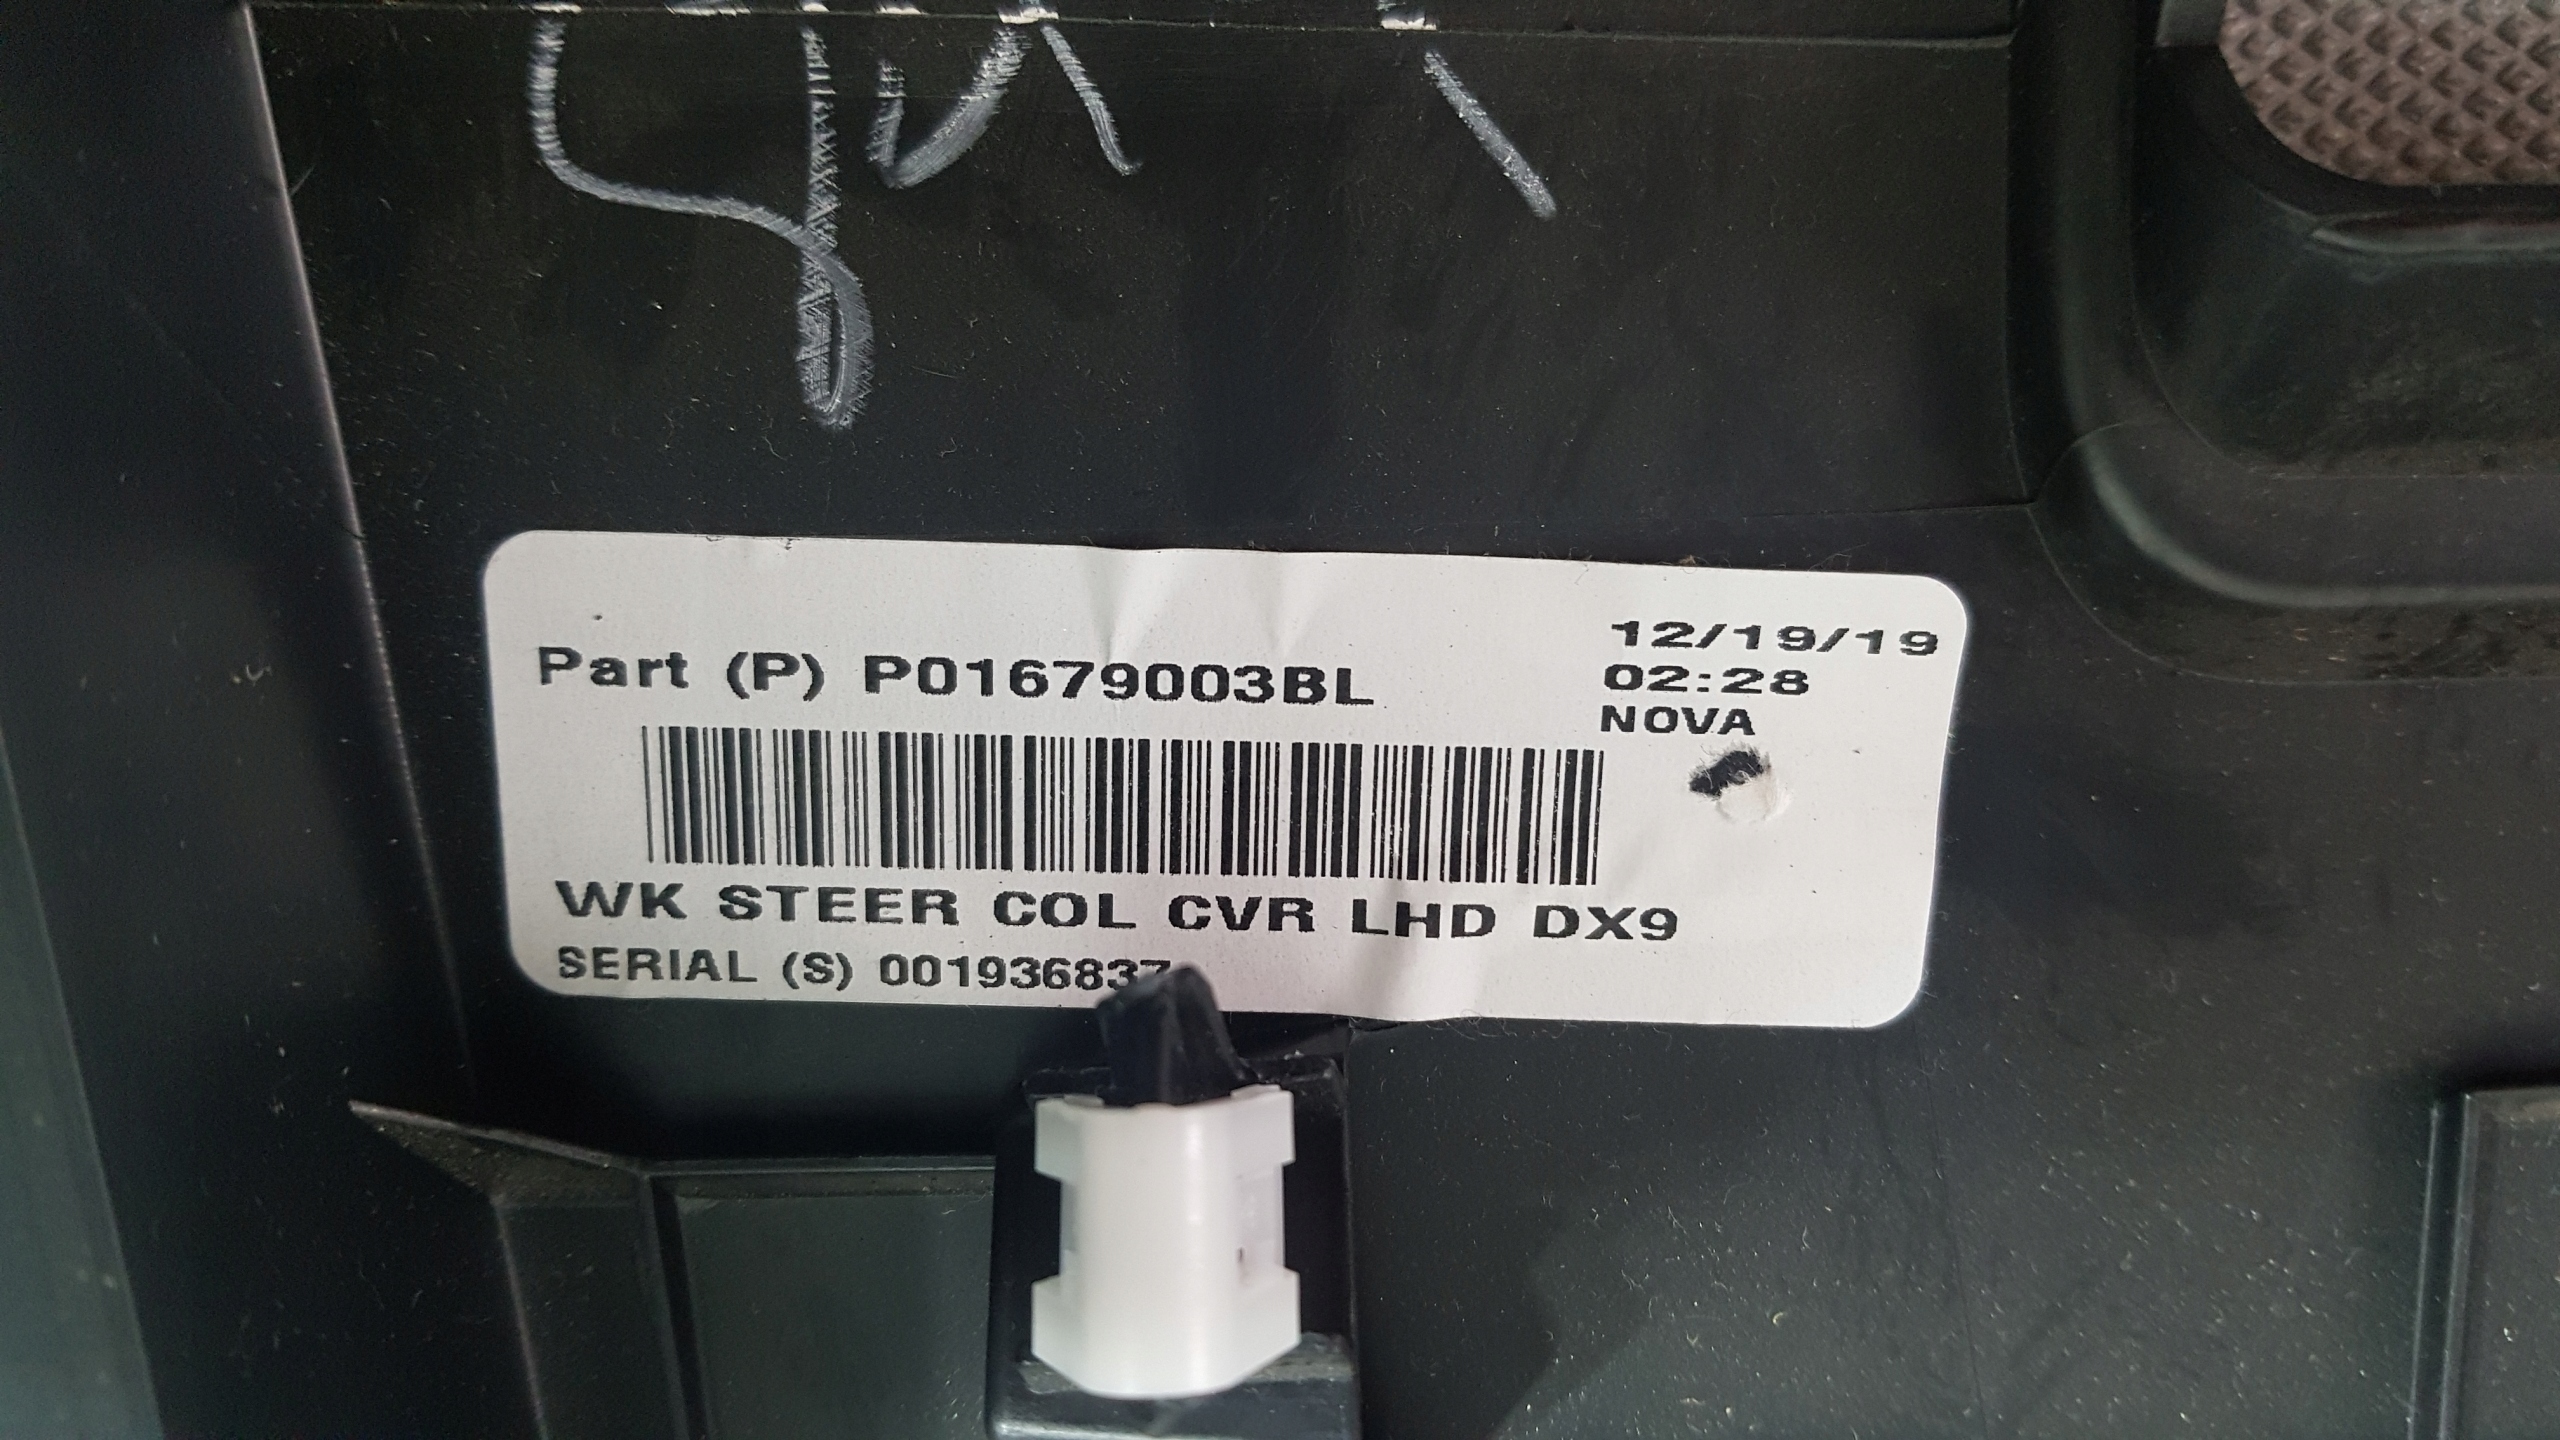 12/19/19
Part (P) P01679003BL
02:28
NOVA
WK STEER COL CVR LHD DX9
SERIAL (S) 001936837